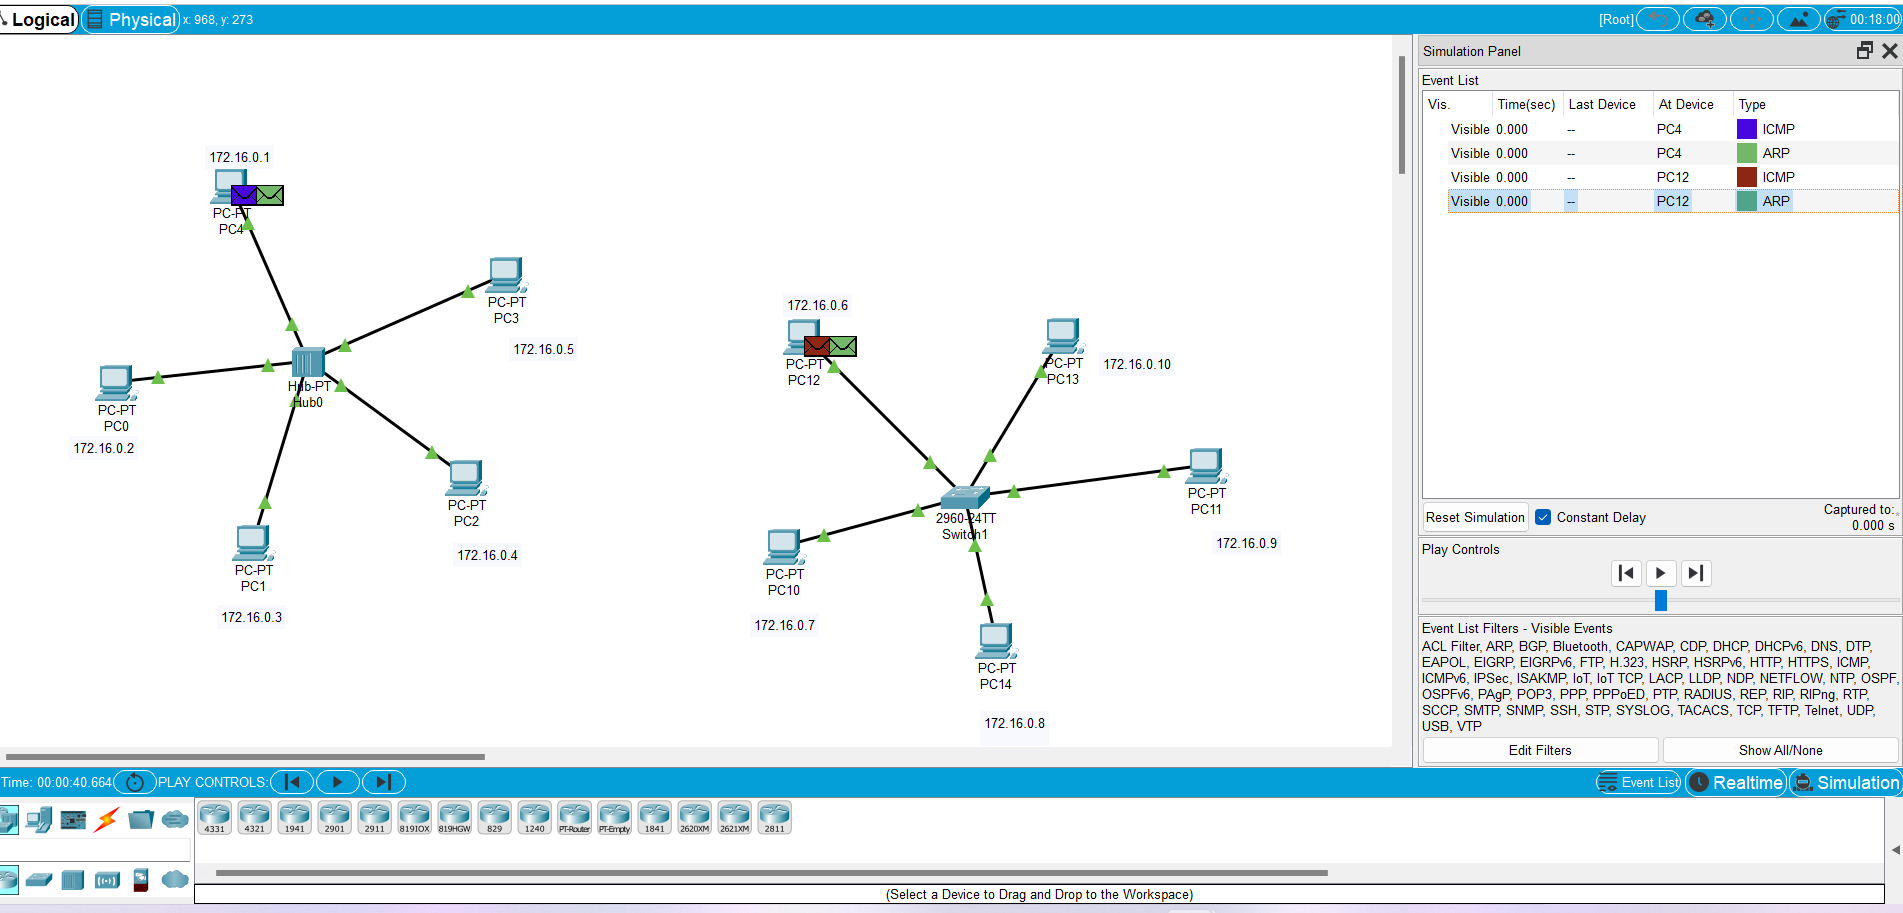 Logical Physical x: 968, y: 273 [Root] 00:18:00
Simulation Panel
Event List
Vis. Time(sec) Last Device At Device Type
Visible 0.000 -- PC4 ICMP
Visible 0.000 -- PC4 ARP
Visible 0.000 -- PC12 ICMP
Visible 0.000 -- PC12 ARP
172.16.0.1
PC-PT
PC4
PC-PT
PC3
172.16.0.5
Hub-PT
Hub0
PC-PT
PC0
172.16.0.2
PC-PT
PC2
172.16.0.4
PC-PT
PC1
172.16.0.3
172.16.0.6
PC-PT
PC12
PC-PT
PC13
172.16.0.10
PC-PT
PC11
172.16.0.9
2960-24TT
Switch1
PC-PT
PC10
172.16.0.7
PC-PT
PC14
172.16.0.8
Reset Simulation Constant Delay Captured to:
0.000 s
Play Controls
Event List Filters - Visible Events
ACL Filter, ARP, BGP, Bluetooth, CAPWAP, CDP, DHCP, DHCPv6, DNS, DTP,
EAPOL, EIGRP, EIGRPv6, FTP, H.323, HSRP, HSRPv6, HTTP, HTTPS, ICMP,
ICMPv6, IPSec, ISAKMP, IoT, IoT TCP, LACP, LLDP, NDP, NETFLOW, NTP, OSPF,
OSPFv6, PAgP, POP3, PPP, PPPoED, PTP, RADIUS, REP, RIP, RIPng, RTP,
SCCP, SMTP, SNMP, SSH, STP, SYSLOG, TACACS, TCP, TFTP, Telnet, UDP,
USB, VTP
Edit Filters Show All/None
Time: 00:00:40.664 PLAY CONTROLS: Event List Realtime Simulation
4331 4321 1941 2901 2911 819IOX 819HGW 829 1240 PT-Router PT-Empty 1841 2620XM 2621XM 2811
(Select a Device to Drag and Drop to the Workspace)